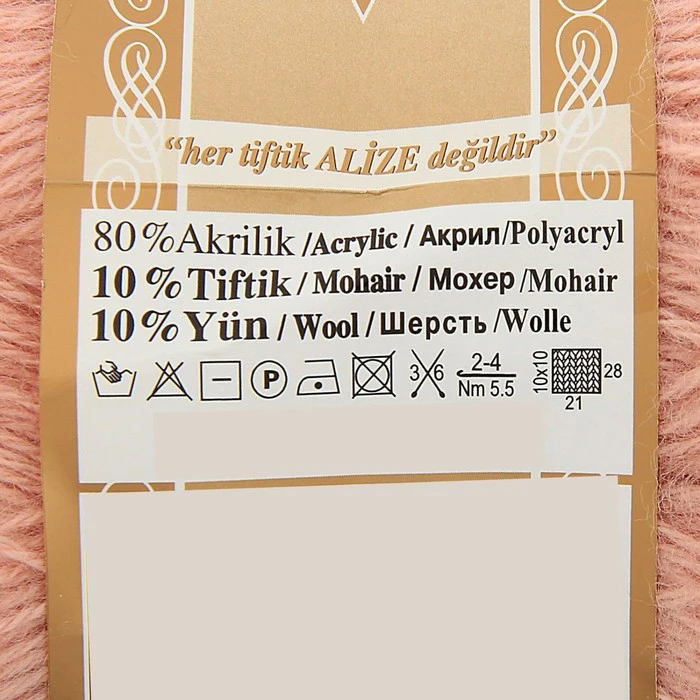 “her tiftik ALİZE değildir”
80%Akrilik /Acrylic / Акрил/Polyacryl
10%Tiftik / Mohair / Мохер /Mohair
10%Yün / Wool / Шерсть /Wolle
P 3 6 2-4 10x10 28
Nm 5.5 21